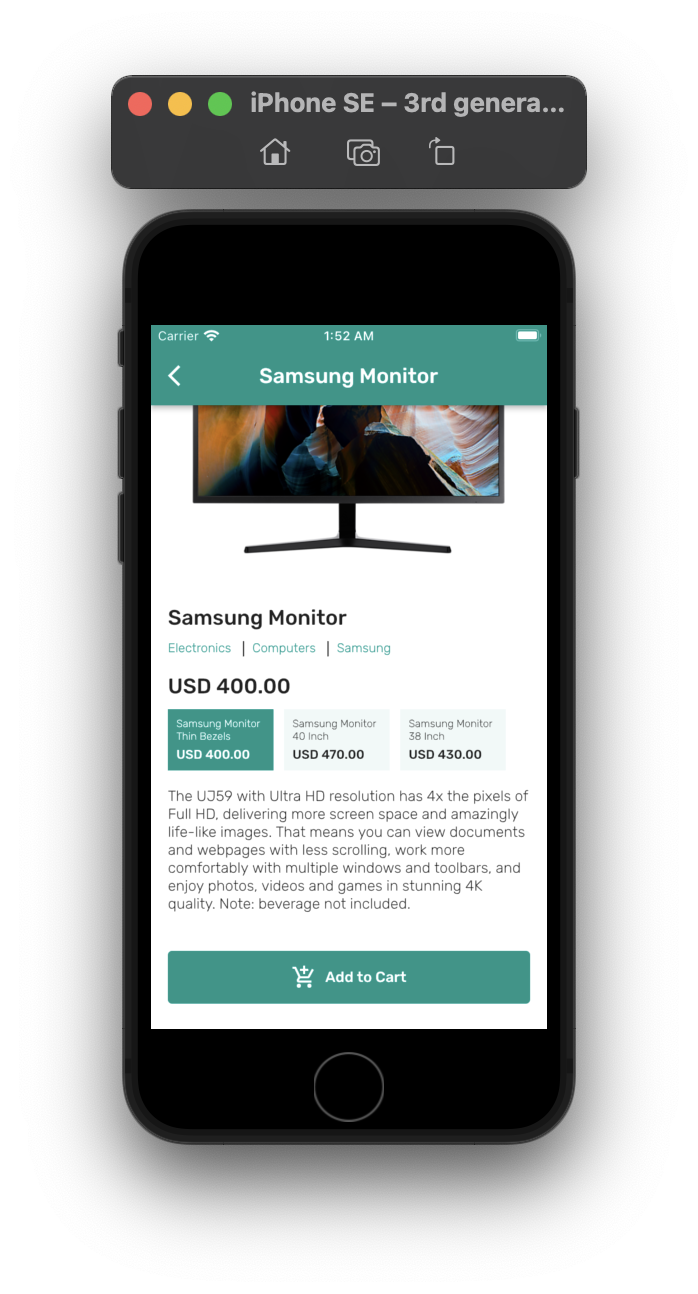 iPhone SE – 3rd genera...
Carrier 1:52 AM
Samsung Monitor
Samsung Monitor
Electronics | Computers | Samsung
USD 400.00
Samsung Monitor
Thin Bezels
USD 400.00
Samsung Monitor
40 Inch
USD 470.00
Samsung Monitor
38 Inch
USD 430.00
The UJ59 with Ultra HD resolution has 4x the pixels of
Full HD, delivering more screen space and amazingly
life-like images. That means you can view documents
and webpages with less scrolling, work more
comfortably with multiple windows and toolbars, and
enjoy photos, videos and games in stunning 4K
quality. Note: beverage not included.
Add to Cart